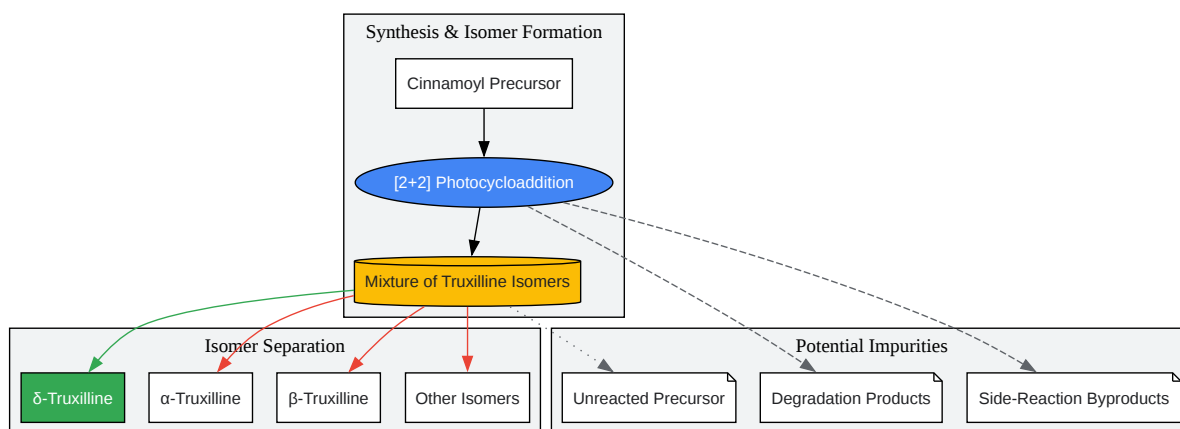 Synthesis & Isomer Formation
Cinnamoyl Precursor
[2+2] Photocycloaddition
Mixture of Truxilline Isomers
Isomer Separation
δ-Truxilline
α-Truxilline
β-Truxilline
Other Isomers
Potential Impurities
Unreacted Precursor
Degradation Products
Side-Reaction Byproducts